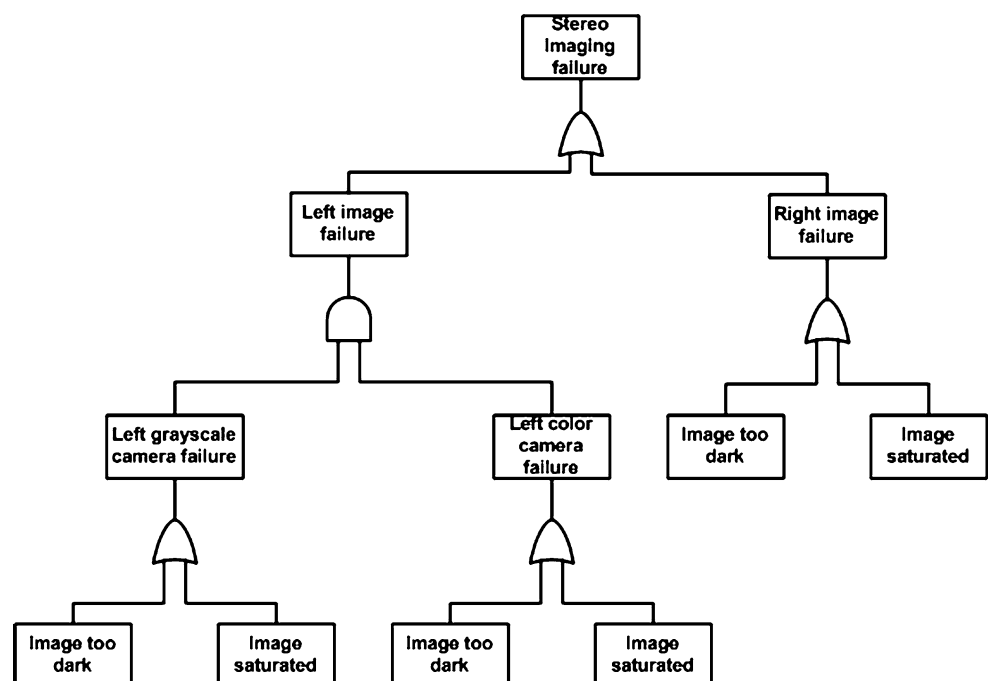 Stereo
Imaging
failure
Left image
failure
Right image
failure
Left grayscale
camera failure
Left color
camera
failure
Image too
dark
Image
saturated
Image too
dark
Image
saturated
Image too
dark
Image
saturated